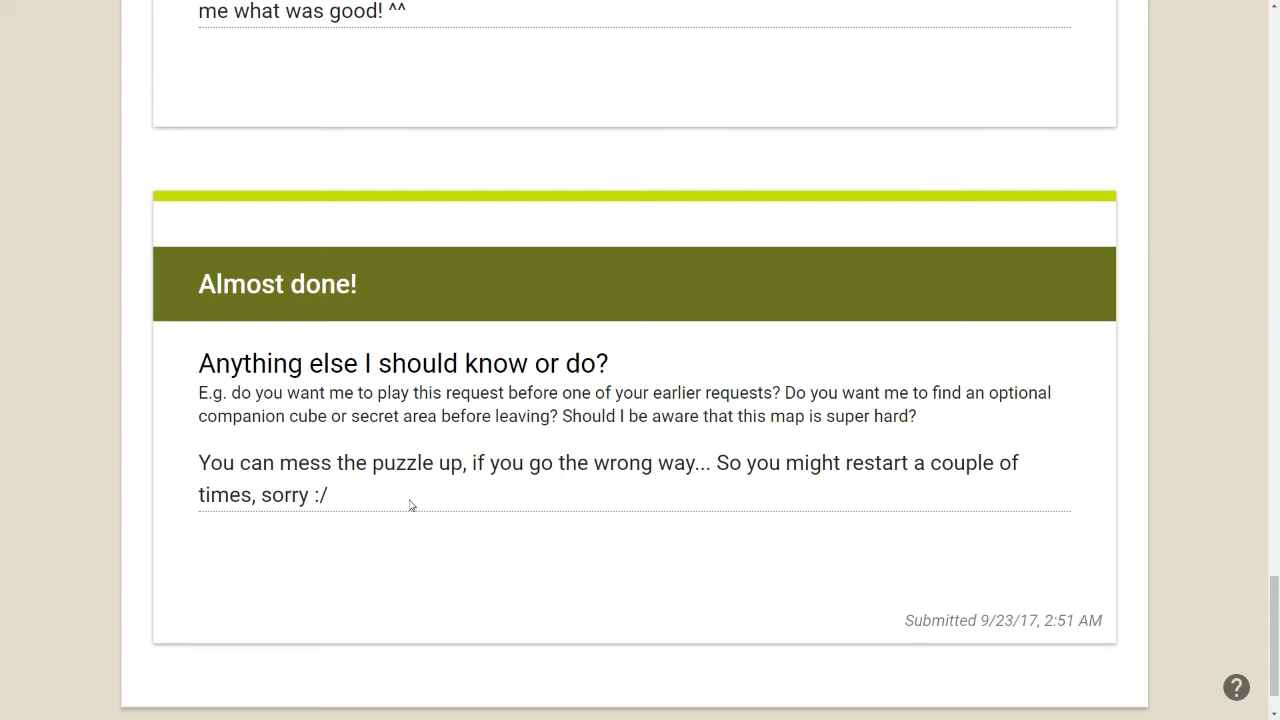 me what was good! ^^
Almost done!
Anything else I should know or do?
E.g. do you want me to play this request before one of your earlier requests? Do you want me to find an optional
companion cube or secret area before leaving? Should I be aware that this map is super hard?
You can mess the puzzle up, if you go the wrong way... So you might restart a couple of
times, sorry :/
Submitted 9/23/17, 2:51 AM
?